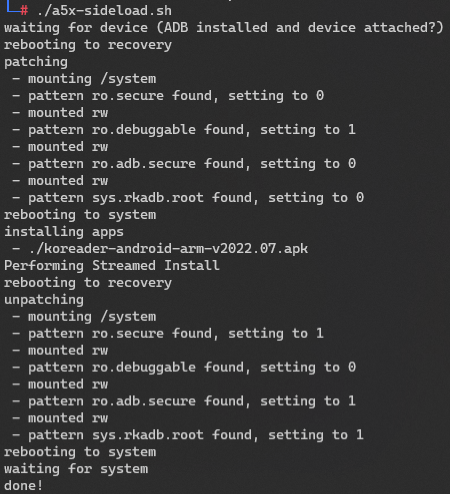 # ./a5x-sideload.sh
waiting for device (ADB installed and device attached?)
rebooting to recovery
patching
 - mounting /system
 - pattern ro.secure found, setting to 0
 - mounted rw
 - pattern ro.debuggable found, setting to 1
 - mounted rw
 - pattern ro.adb.secure found, setting to 0
 - mounted rw
 - pattern sys.rkadb.root found, setting to 0
rebooting to system
installing apps
 - ./koreader-android-arm-v2022.07.apk
Performing Streamed Install
rebooting to recovery
unpatching
 - mounting /system
 - pattern ro.secure found, setting to 1
 - mounted rw
 - pattern ro.debuggable found, setting to 0
 - mounted rw
 - pattern ro.adb.secure found, setting to 1
 - mounted rw
 - pattern sys.rkadb.root found, setting to 1
rebooting to system
waiting for system
done!